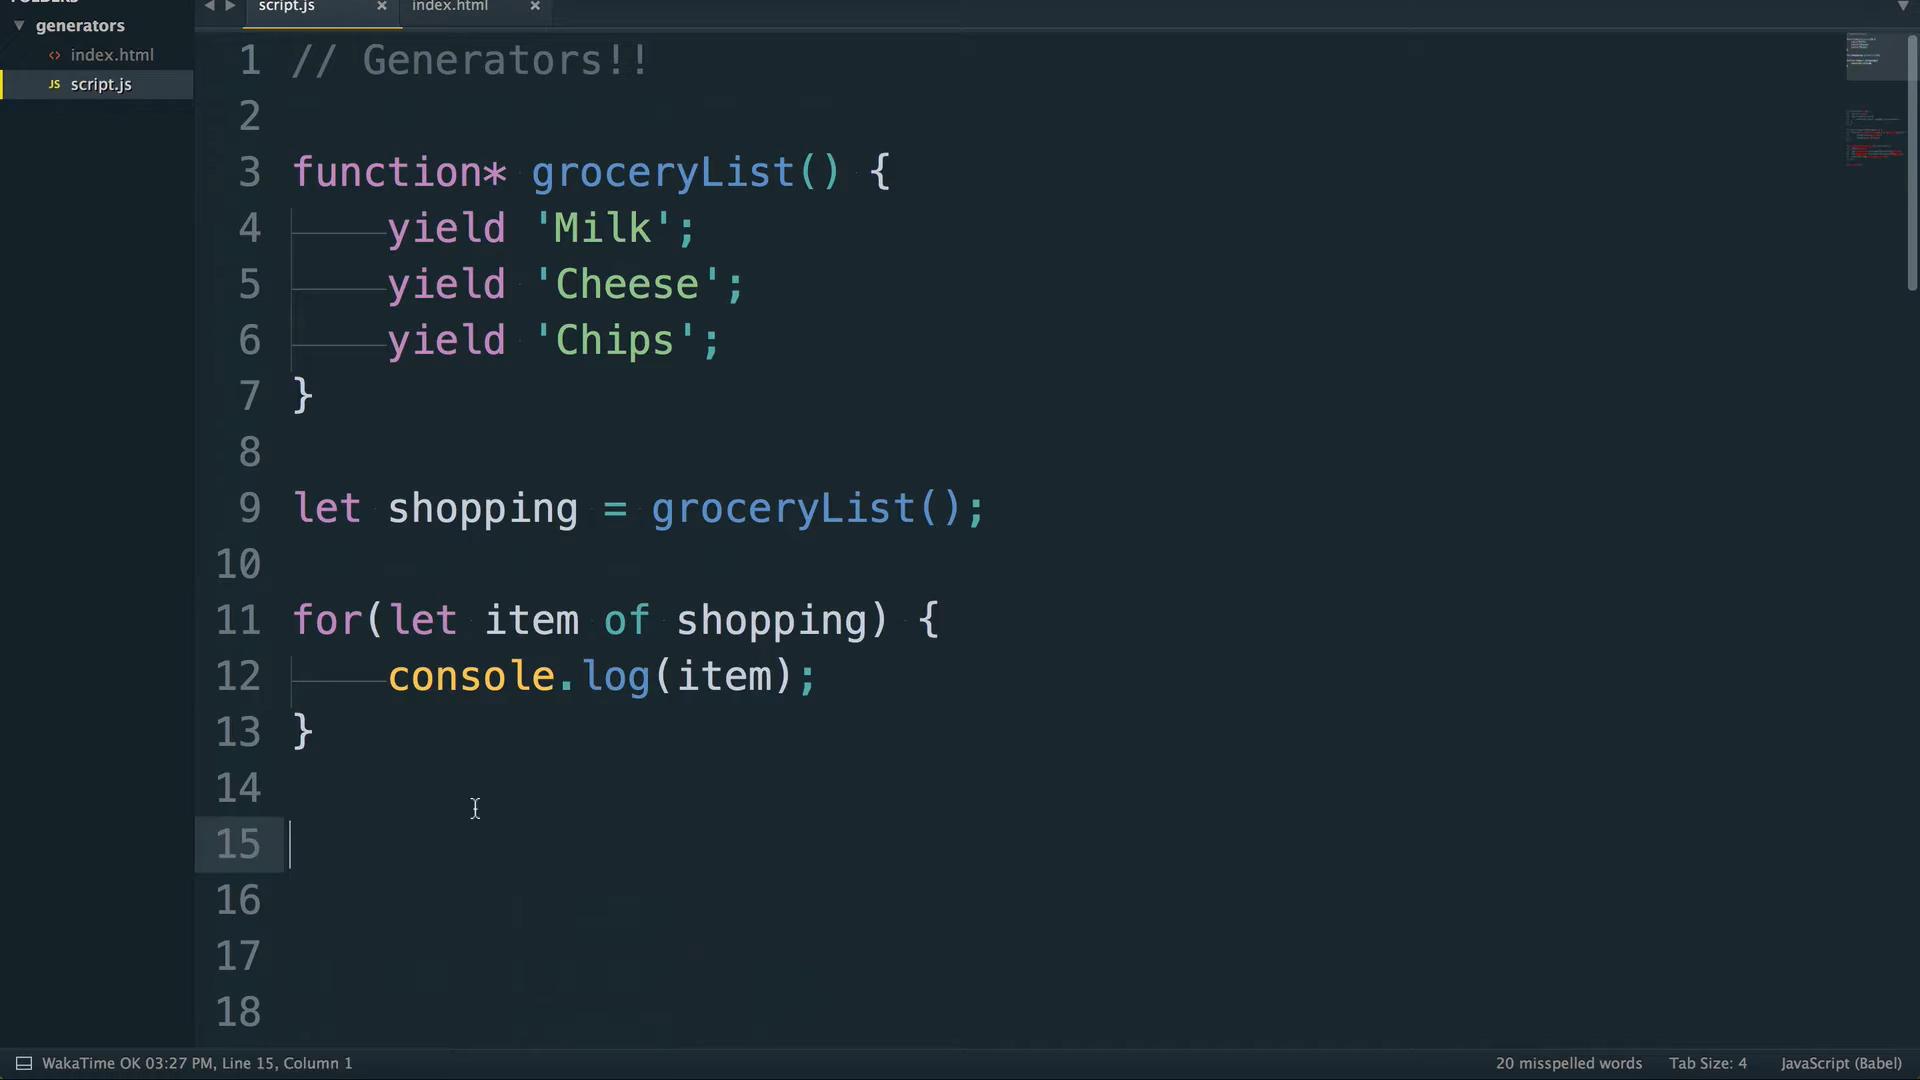 FOLDERS
generators
index.html
JS script.js
script.js × index.html ×
1 // Generators!!
2
3 function* groceryList() {
4 yield 'Milk';
5 yield 'Cheese';
6 yield 'Chips';
7 }
8
9 let shopping = groceryList();
10
11 for(let item of shopping) {
12 console.log(item);
13 }
14
15
16
17
18
WakaTime OK 03:27 PM, Line 15, Column 1
20 misspelled words Tab Size: 4 JavaScript (Babel)